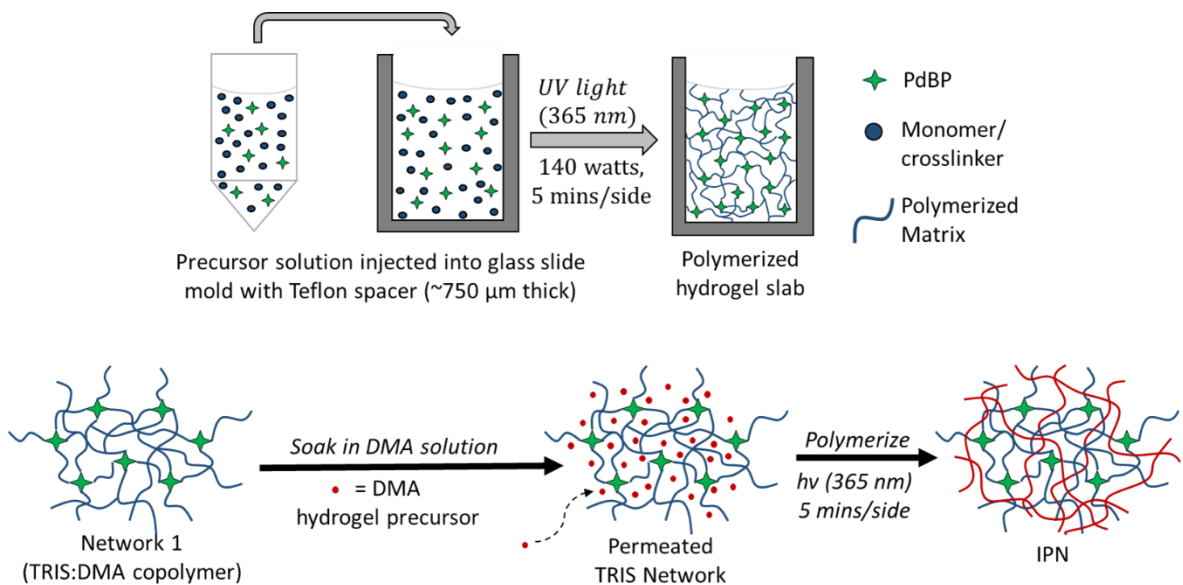 UV light
(365 nm)
140 watts,
5 mins/side
PdBP
Monomer/
crosslinker
Polymerized
Matrix
Precursor solution injected into glass slide
mold with Teflon spacer (~750 µm thick)
Polymerized
hydrogel slab
Network 1
(TRIS:DMA copolymer)
Soak in DMA solution
= DMA
hydrogel precursor
Permeated
TRIS Network
Polymerize
hv (365 nm)
5 mins/side
IPN